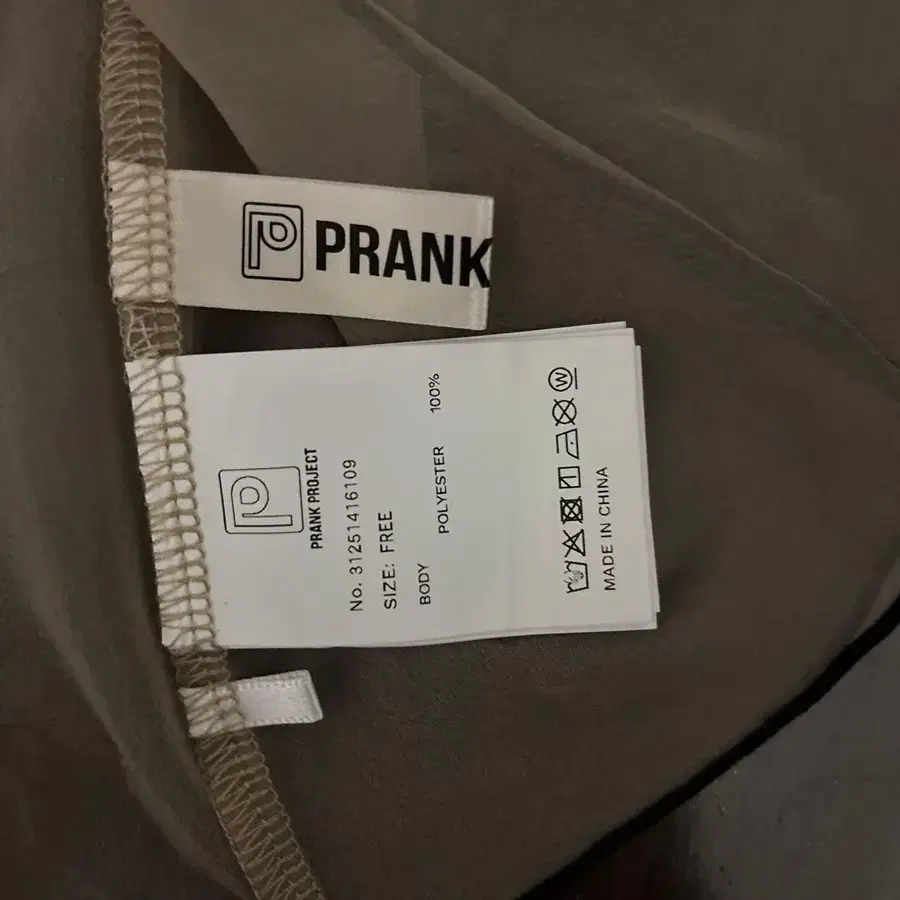 PRANK
PRANK PROJECT
No. 31251416109
SIZE: FREE
BODY POLYESTER 100%
W
MADE IN CHINA